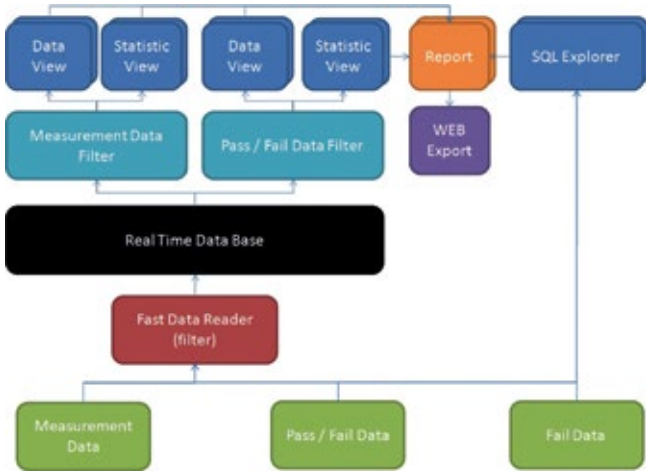 Data
View
Statistic
View
Data
View
Statistic
View
Report
SQL Explorer
Measurement Data
Filter
Pass / Fail Data Filter
WEB
Export
Real Time Data Base
Fast Data Reader
(filter)
Measurement
Data
Pass / Fail Data
Fail Data